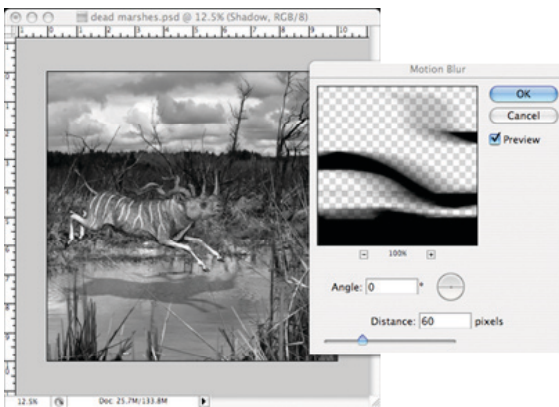 dead marshes.psd @ 12.5% (Shadow, RGB/8)
Motion Blur
OK
Cancel
Preview
100%
Angle: 0 °
Distance: 60 pixels
12.5%
Doc: 25.7M/133.8M